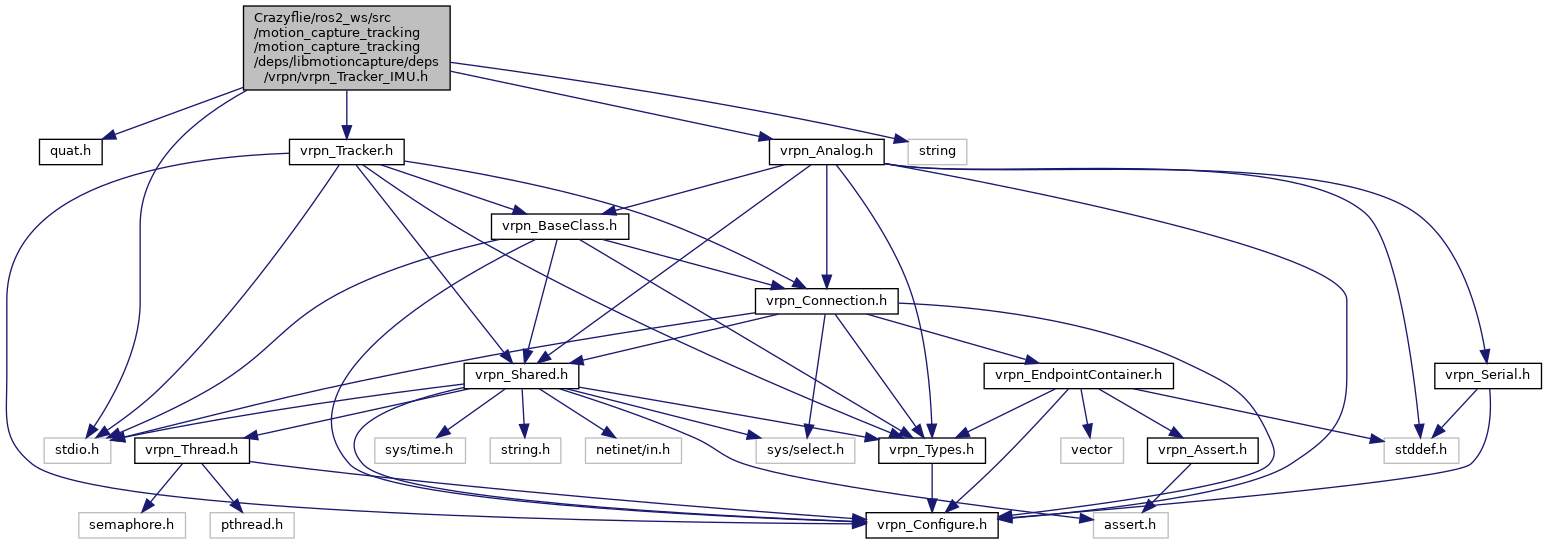 Crazyflie/ros2_ws/src
/motion_capture_tracking
/motion_capture_tracking
/deps/libmotioncapture/deps
/vrpn/vrpn_Tracker_IMU.h
quat.h
vrpn_Tracker.h
vrpn_Analog.h
string
vrpn_BaseClass.h
vrpn_Connection.h
vrpn_Shared.h
vrpn_EndpointContainer.h
vrpn_Serial.h
stdio.h
vrpn_Thread.h
sys/time.h
string.h
netinet/in.h
sys/select.h
vrpn_Types.h
vector
vrpn_Assert.h
stddef.h
semaphore.h
pthread.h
vrpn_Configure.h
assert.h